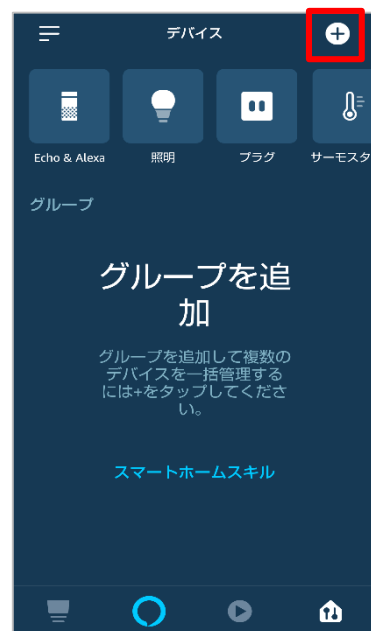 デバイス
Echo & Alexa
照明
プラグ
サーモスタ
グループ
グループを追
加
グループを追加して複数の
デバイスを一括管理する
には+をタップしてくださ
い。
スマートホームスキル